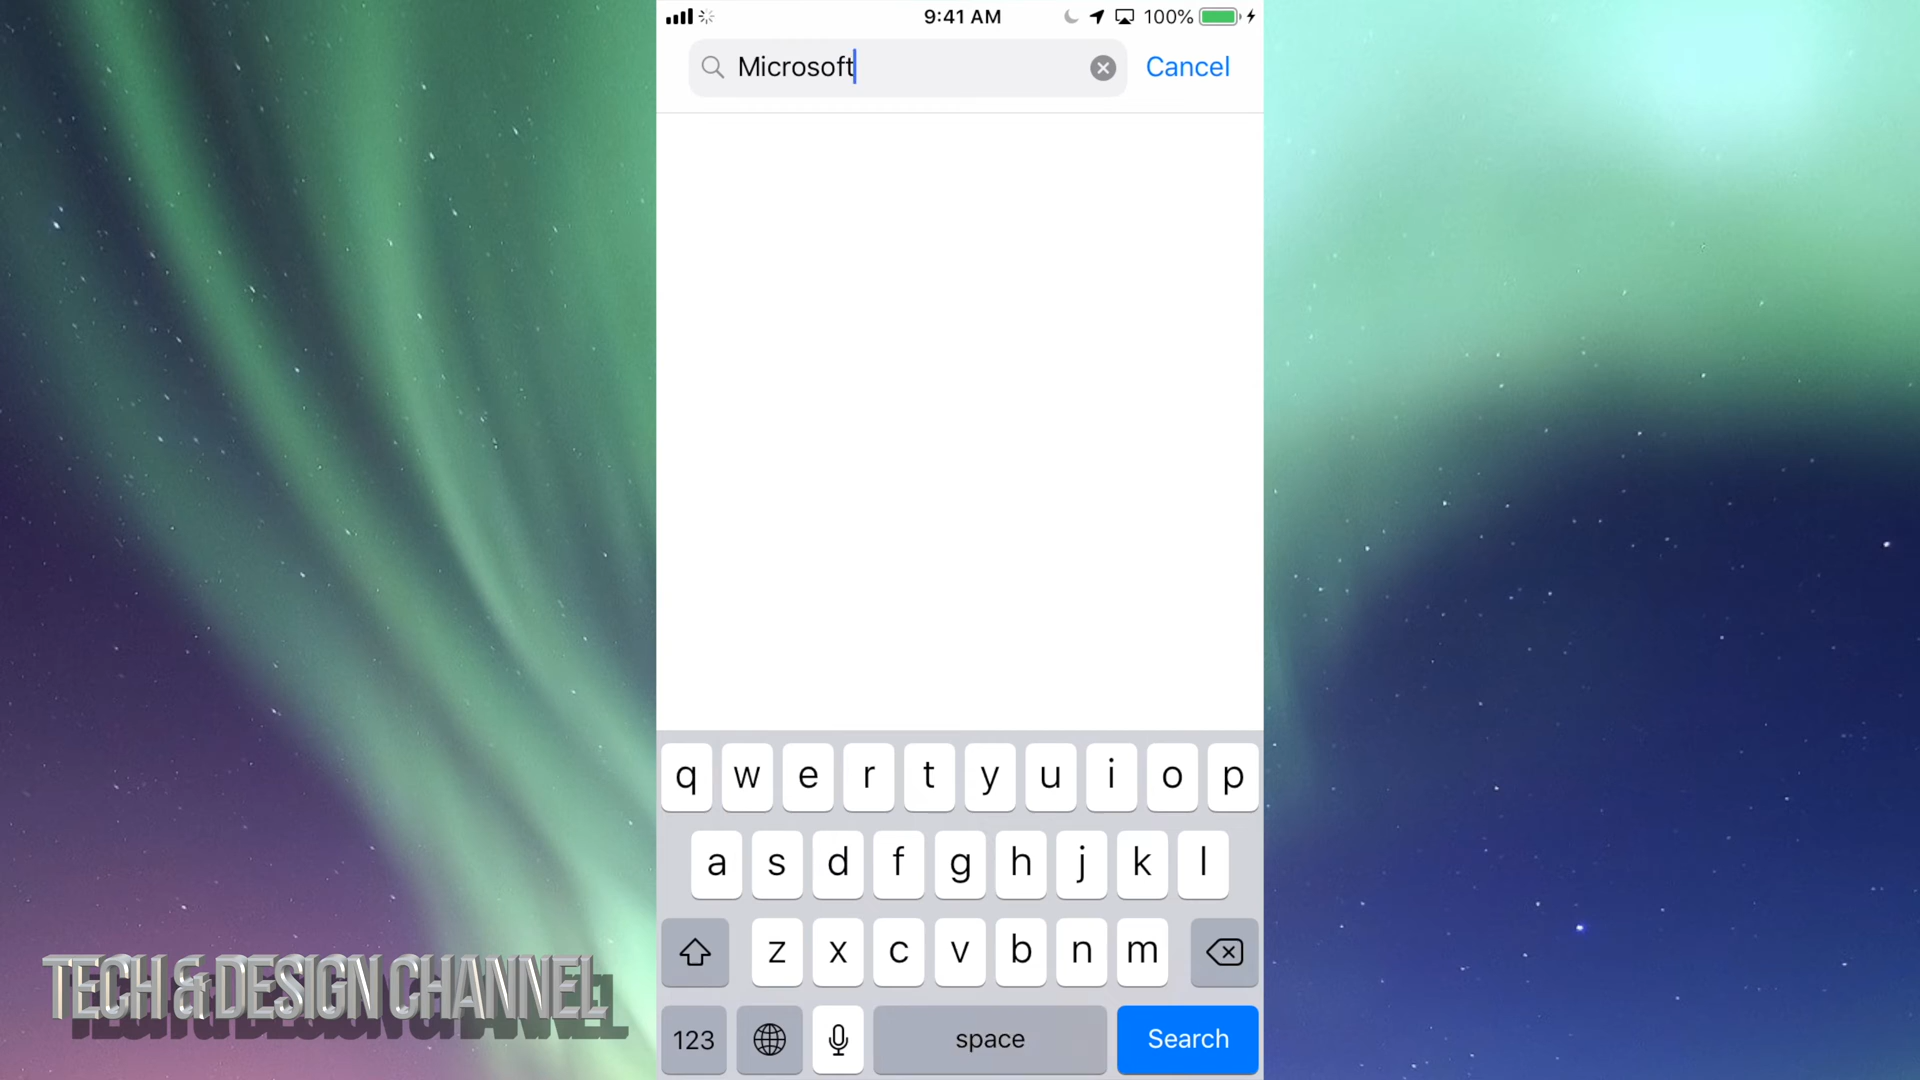 9:41 AM
100%
Microsoft
Cancel
q w e r t y u i o p
a s d f g h j k l
z x c v b n m
123
space
Search
TECH & DESIGN CHANNEL